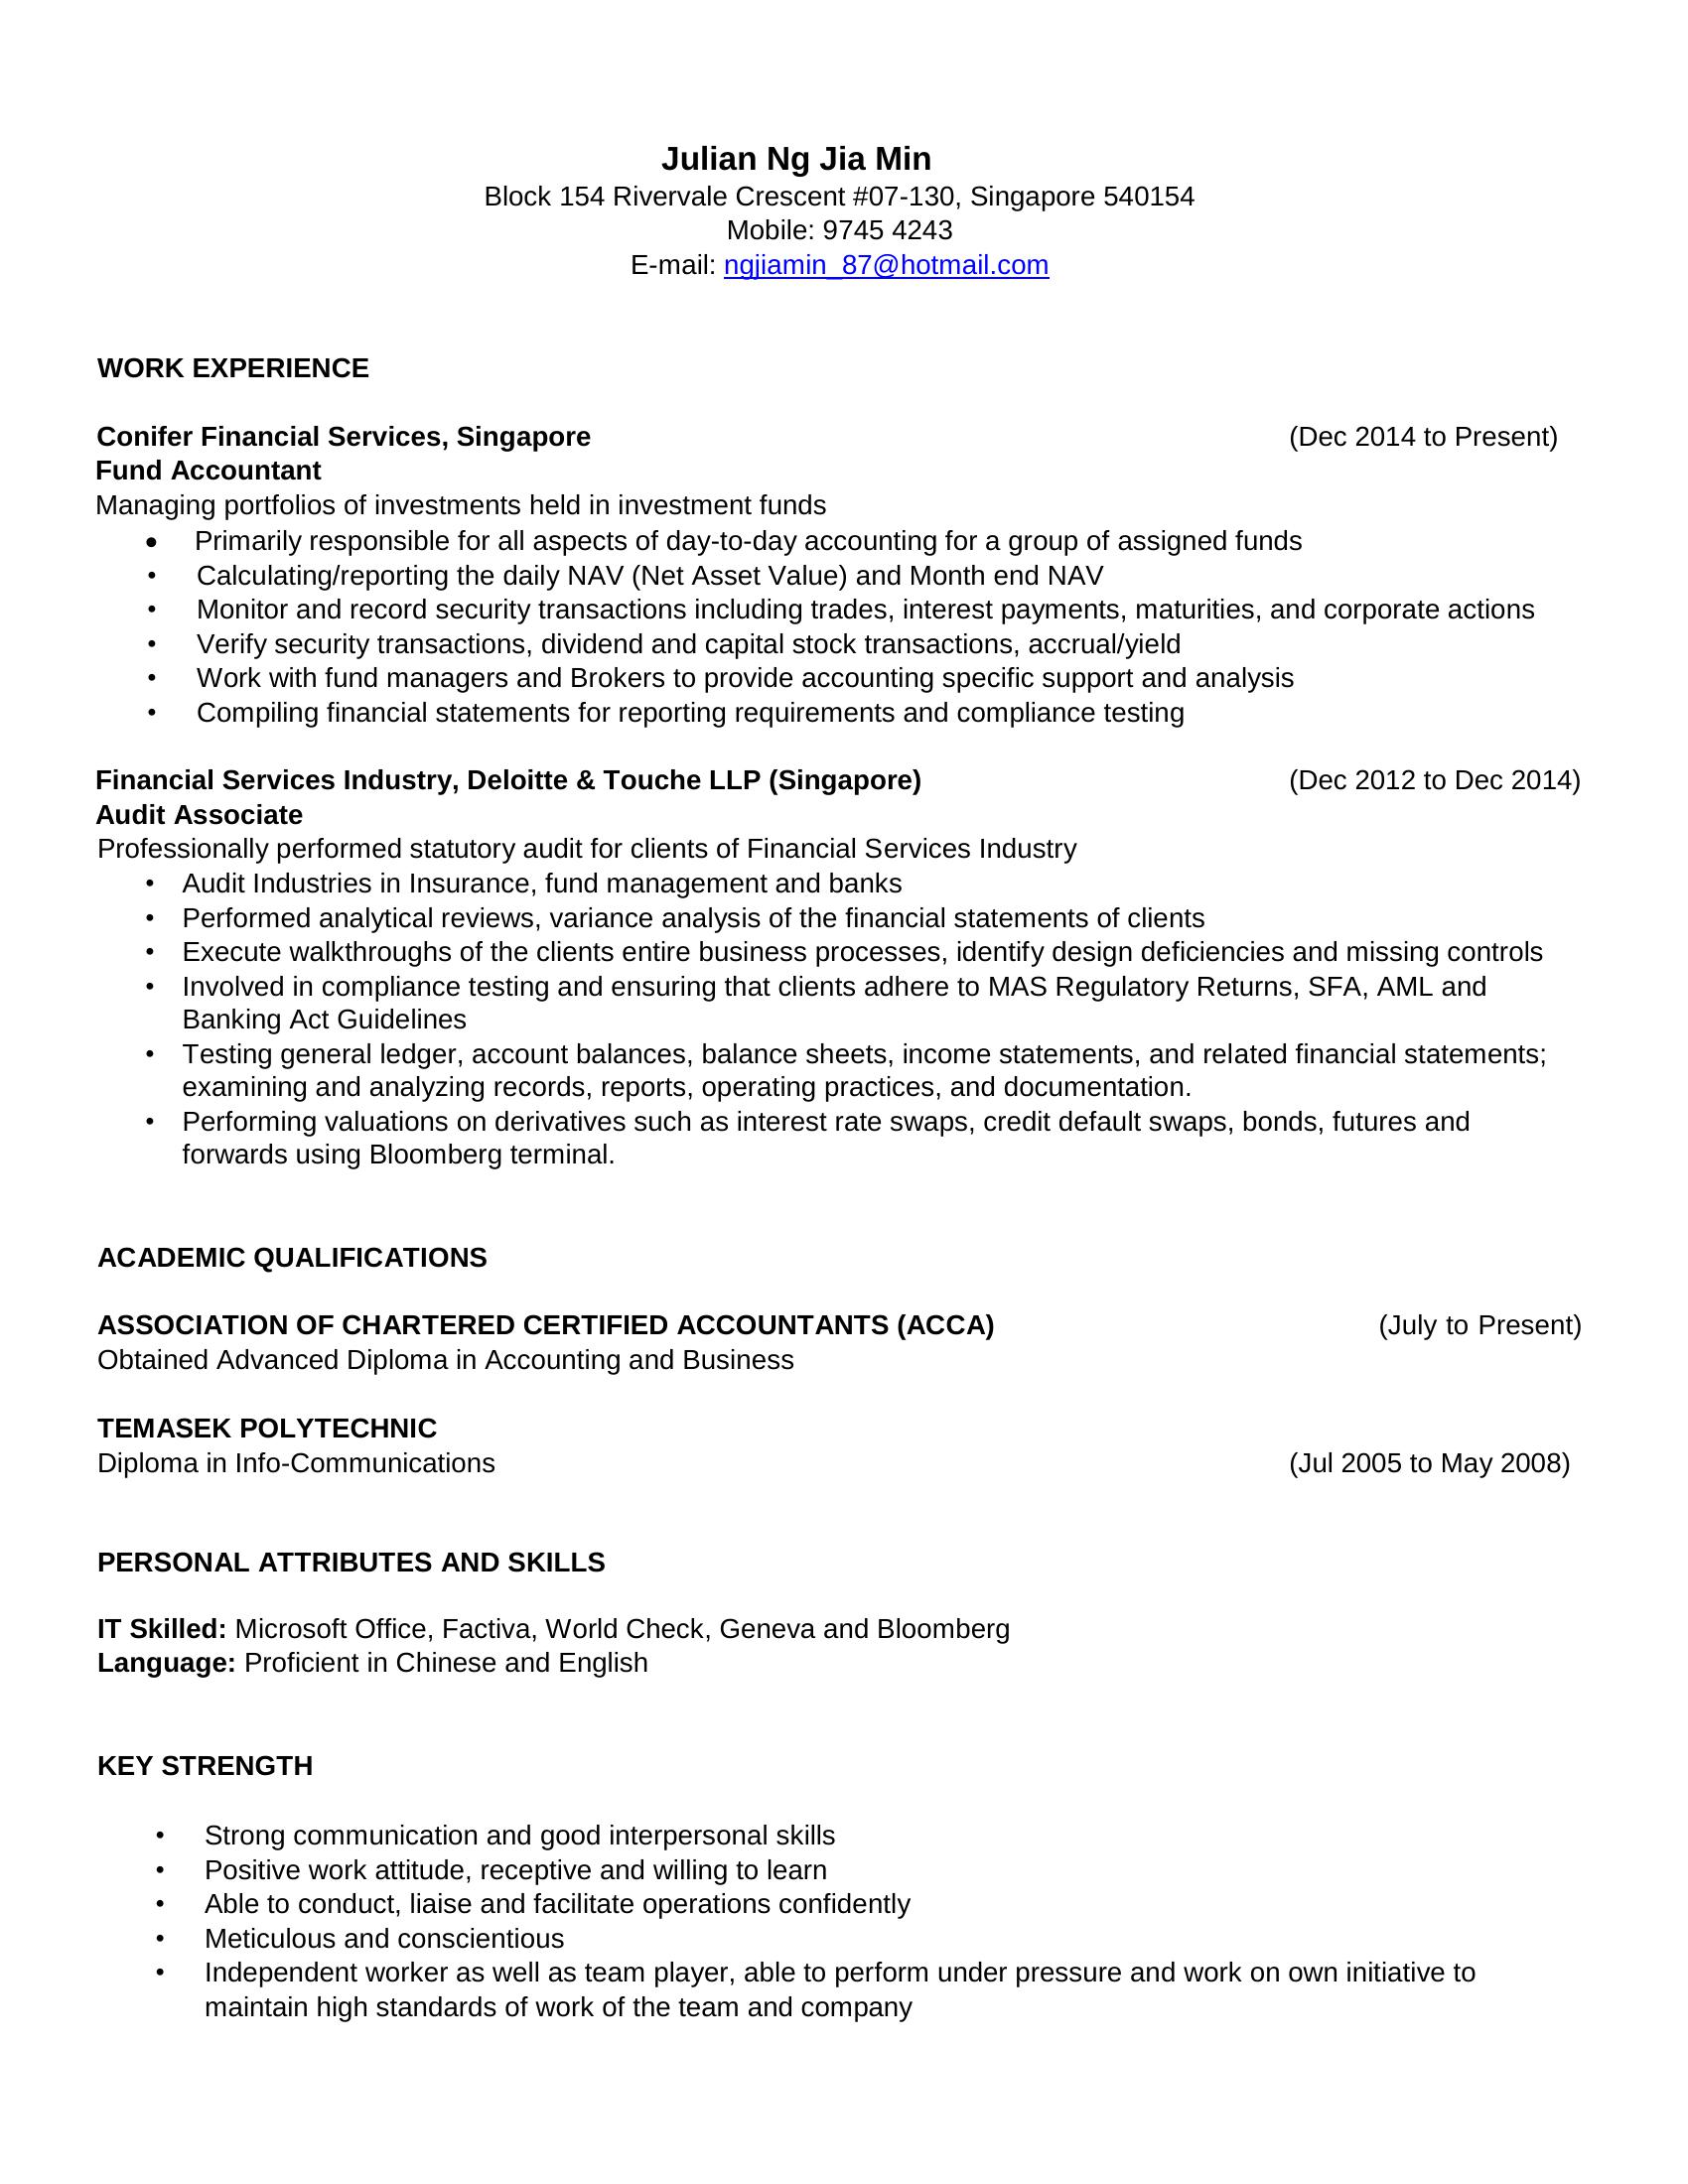 Julian Ng Jia Min
Block 154 Rivervale Crescent #07-130, Singapore 540154
Mobile: 9745 4243
E-mail: ngjiamin_87@hotmail.com
WORK EXPERIENCE
Conifer Financial Services, Singapore (Dec 2014 to Present)
Fund Accountant
Managing portfolios of investments held in investment funds
• Primarily responsible for all aspects of day-to-day accounting for a group of assigned funds
• Calculating/reporting the daily NAV (Net Asset Value) and Month end NAV
• Monitor and record security transactions including trades, interest payments, maturities, and corporate actions
• Verify security transactions, dividend and capital stock transactions, accrual/yield
• Work with fund managers and Brokers to provide accounting specific support and analysis
• Compiling financial statements for reporting requirements and compliance testing
Financial Services Industry, Deloitte & Touche LLP (Singapore) (Dec 2012 to Dec 2014)
Audit Associate
Professionally performed statutory audit for clients of Financial Services Industry
• Audit Industries in Insurance, fund management and banks
• Performed analytical reviews, variance analysis of the financial statements of clients
• Execute walkthroughs of the clients entire business processes, identify design deficiencies and missing controls
• Involved in compliance testing and ensuring that clients adhere to MAS Regulatory Returns, SFA, AML and
Banking Act Guidelines
• Testing general ledger, account balances, balance sheets, income statements, and related financial statements;
examining and analyzing records, reports, operating practices, and documentation.
• Performing valuations on derivatives such as interest rate swaps, credit default swaps, bonds, futures and
forwards using Bloomberg terminal.
ACADEMIC QUALIFICATIONS
ASSOCIATION OF CHARTERED CERTIFIED ACCOUNTANTS (ACCA) (July to Present)
Obtained Advanced Diploma in Accounting and Business
TEMASEK POLYTECHNIC
Diploma in Info-Communications (Jul 2005 to May 2008)
PERSONAL ATTRIBUTES AND SKILLS
IT Skilled: Microsoft Office, Factiva, World Check, Geneva and Bloomberg
Language: Proficient in Chinese and English
KEY STRENGTH
• Strong communication and good interpersonal skills
• Positive work attitude, receptive and willing to learn
• Able to conduct, liaise and facilitate operations confidently
• Meticulous and conscientious
• Independent worker as well as team player, able to perform under pressure and work on own initiative to
maintain high standards of work of the team and company